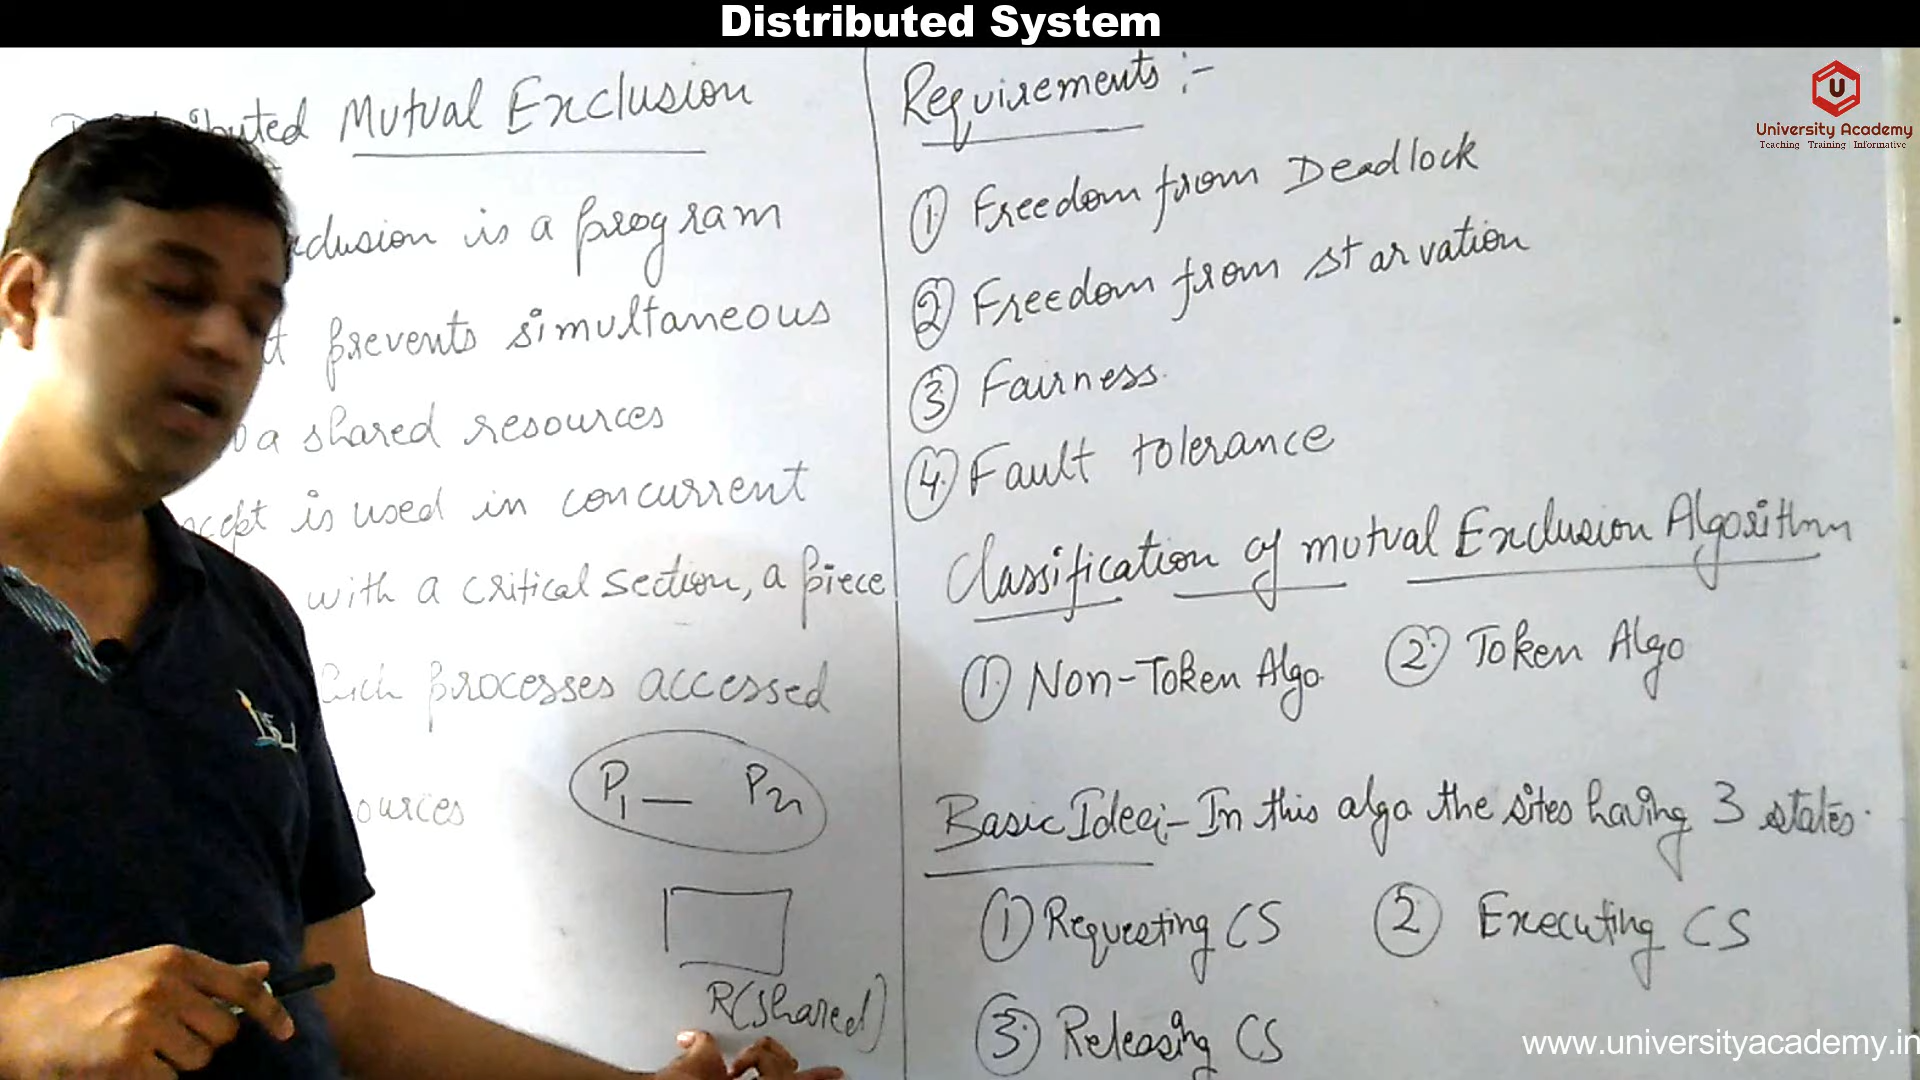 Distributed System
U
University Academy
Teaching Training Informative
Mutual Exclusion
is a program
prevents simultaneous
a shared resources
is used in concurrent
with a critical section, a piece
processes accessed
P1 — Pn
R(shared)
Requirements :-
1. Freedom from Deadlock
2. Freedom from starvation
3. Fairness.
4. Fault tolerance
Classification of mutual Exclusion Algorithm
1. Non-Token Algo. 2. Token Algo
Basic Idea:- In this algo the sites having 3 states.
1 Requesting CS 2 Executing CS
3. Releasing CS
www.universityacademy.in